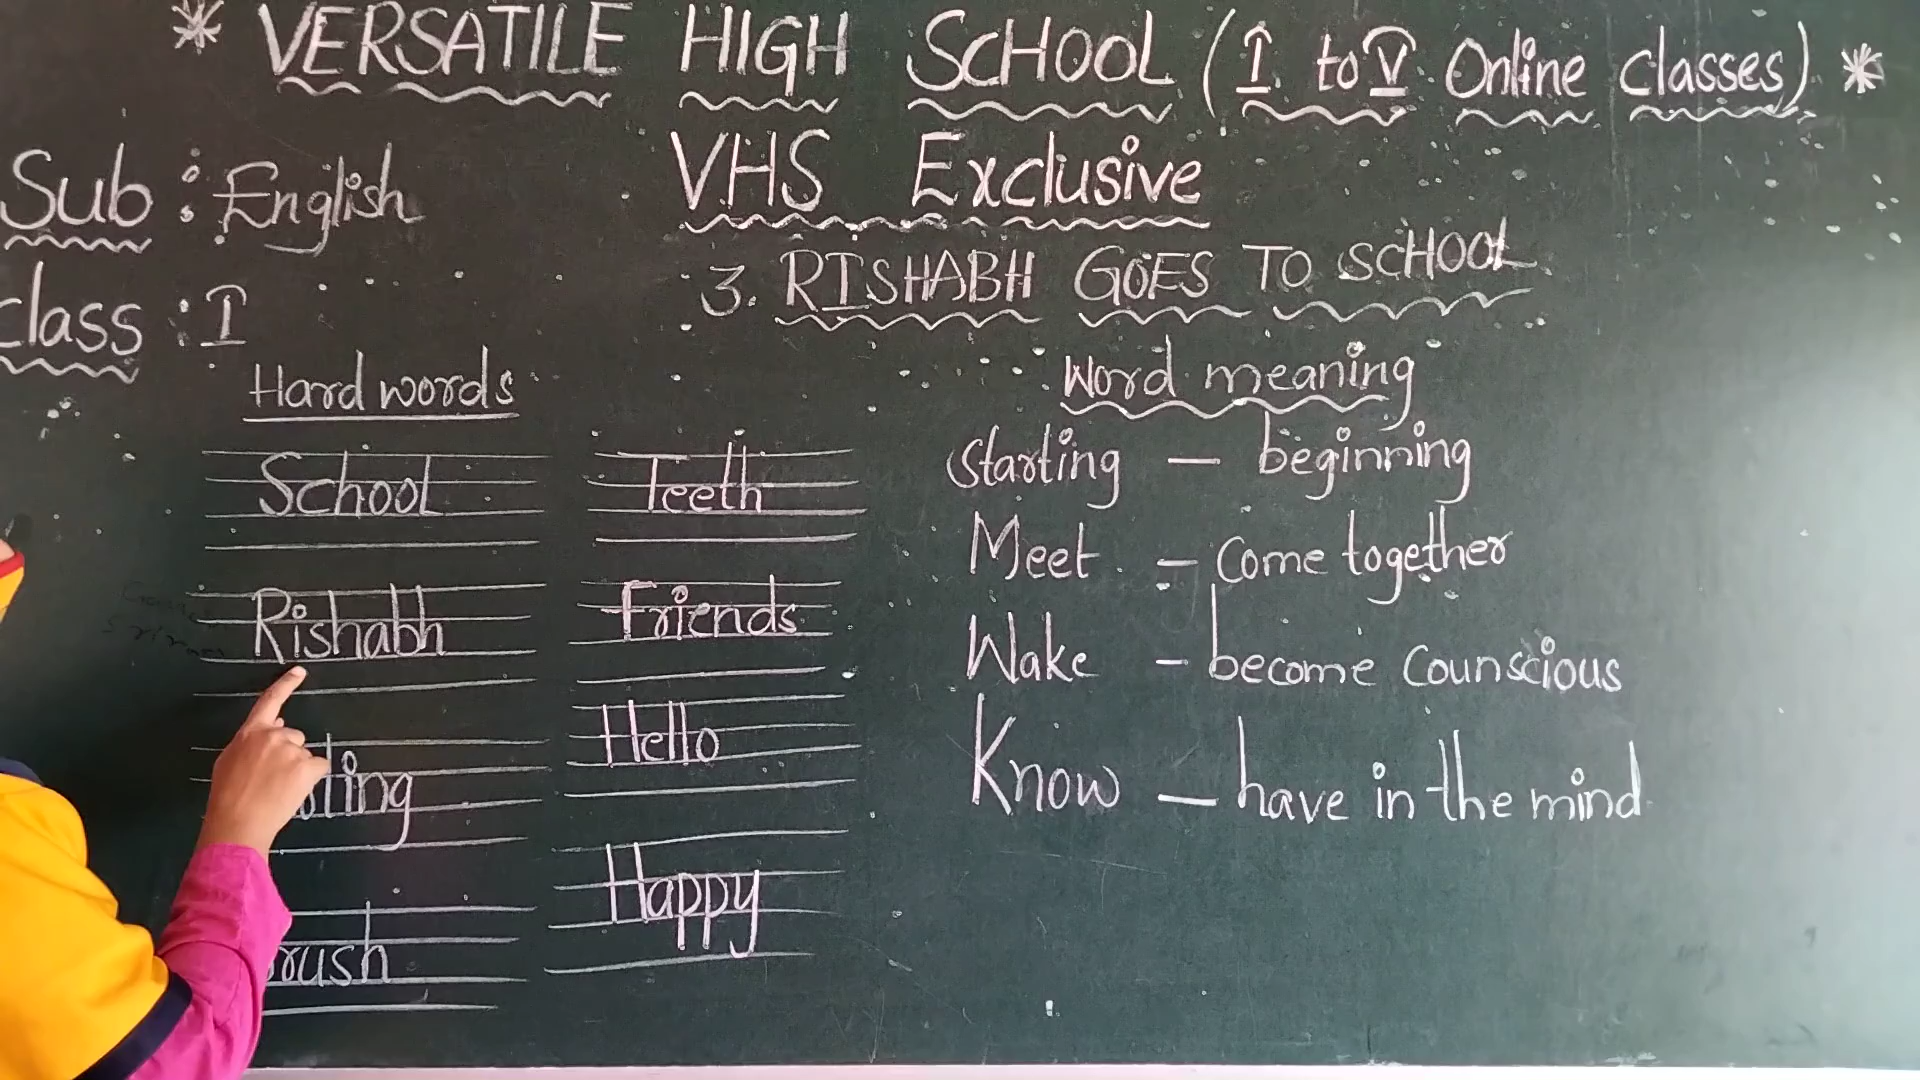 * VERSATILE HIGH SCHOOL (I to V Online classes) *
VHS Exclusive
Sub : English
3. RISHABH GOES TO SCHOOL
class : I
Hard words
School
Rishabh
Teeth
Friends
Hello
Happy
Word meaning
Starting — beginning
Meet — Come together
Wake — become Counscious
Know — have in the mind